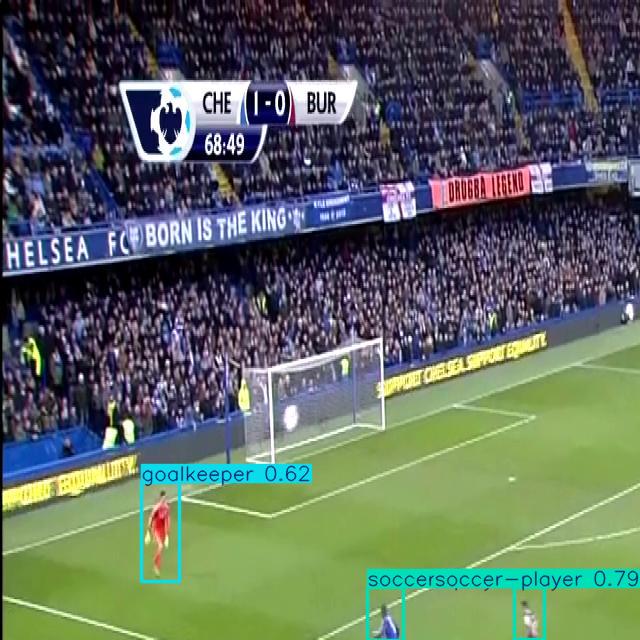 CHE 1-0 BUR
68:49
DROGBA LEGEND
CHELSEA FC BORN IS THE KING
SUPPORT CHELSEA. SUPPORT EQUALITY.
goalkeeper 0.62
soccersoccer-player 0.79